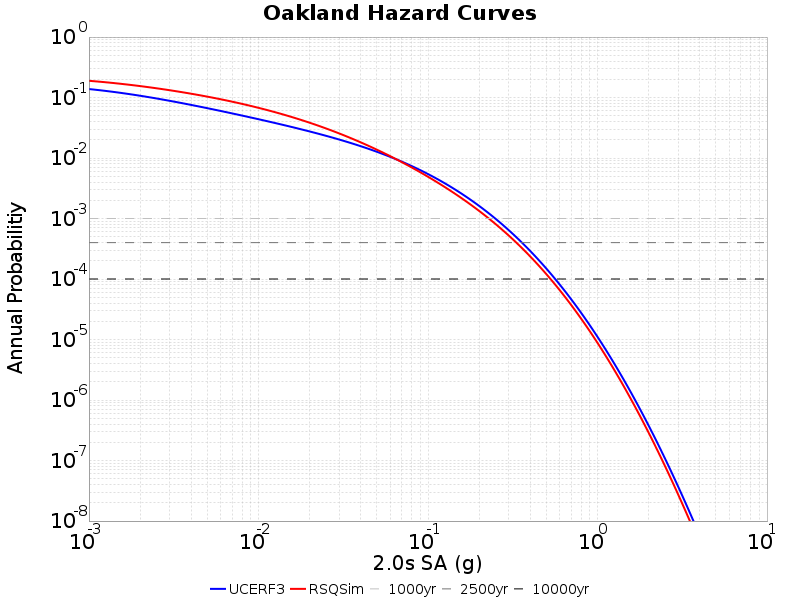 Oakland Hazard Curves
10^0
10^-1
10^-2
10^-3
10^-4
10^-5
10^-6
10^-7
10^-8
Annual Probabilitiy
10^-3 10^-2 10^-1 10^0 10^1
2.0s SA (g)
UCERF3 RSQSim 1000yr 2500yr 10000yr